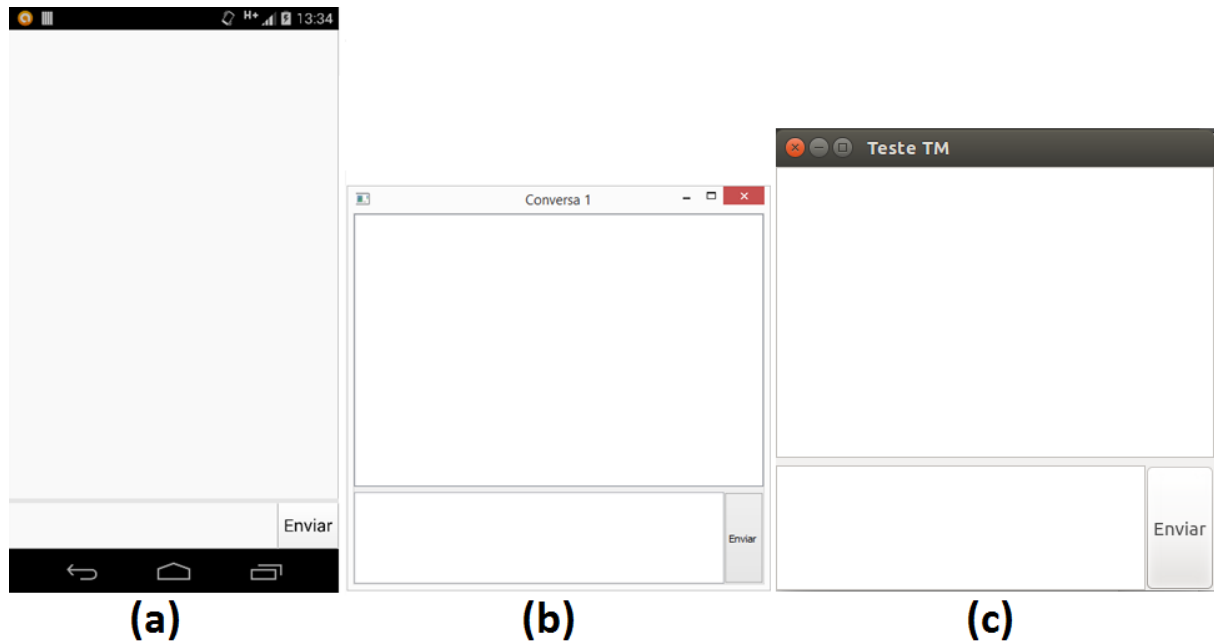 H+ 13:34
Enviar
(a)
Conversa 1
Enviar
(b)
Teste TM
Enviar
(c)